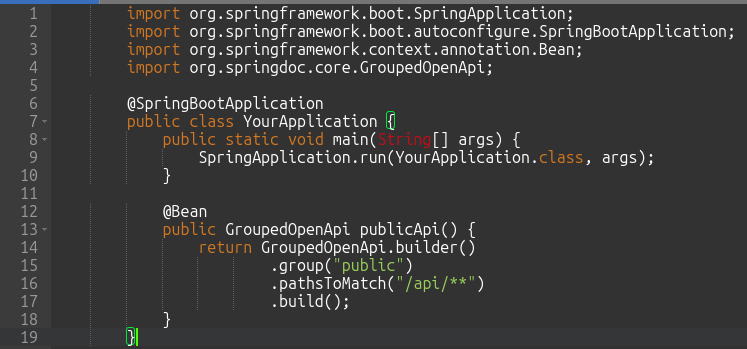 1 import org.springframework.boot.SpringApplication;
2 import org.springframework.boot.autoconfigure.SpringBootApplication;
3 import org.springframework.context.annotation.Bean;
4 import org.springdoc.core.GroupedOpenApi;
5
6 @SpringBootApplication
7 public class YourApplication {
8 public static void main(String[] args) {
9 SpringApplication.run(YourApplication.class, args);
10 }
11
12 @Bean
13 public GroupedOpenApi publicApi() {
14 return GroupedOpenApi.builder()
15 .group("public")
16 .pathsToMatch("/api/**")
17 .build();
18 }
19 }